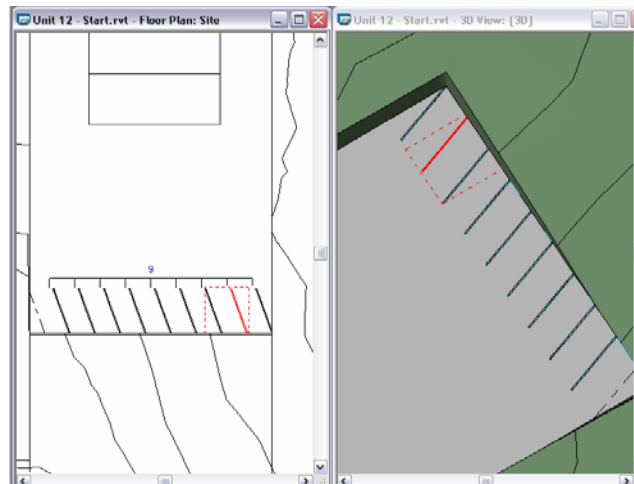 Unit 12 - Start.rvt - Floor Plan: Site
Unit 12 - Start.rvt - 3D View: {3D}
9